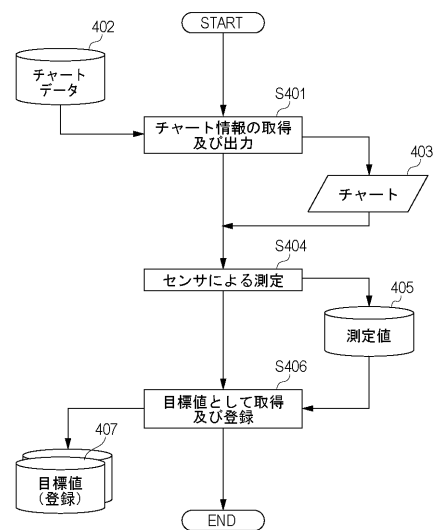 START
402
チャート
データ
S401
チャート情報の取得
及び出力
403
チャート
S404
センサによる測定
405
測定値
S406
目標値として取得
及び登録
407
目標値
(登録)
END